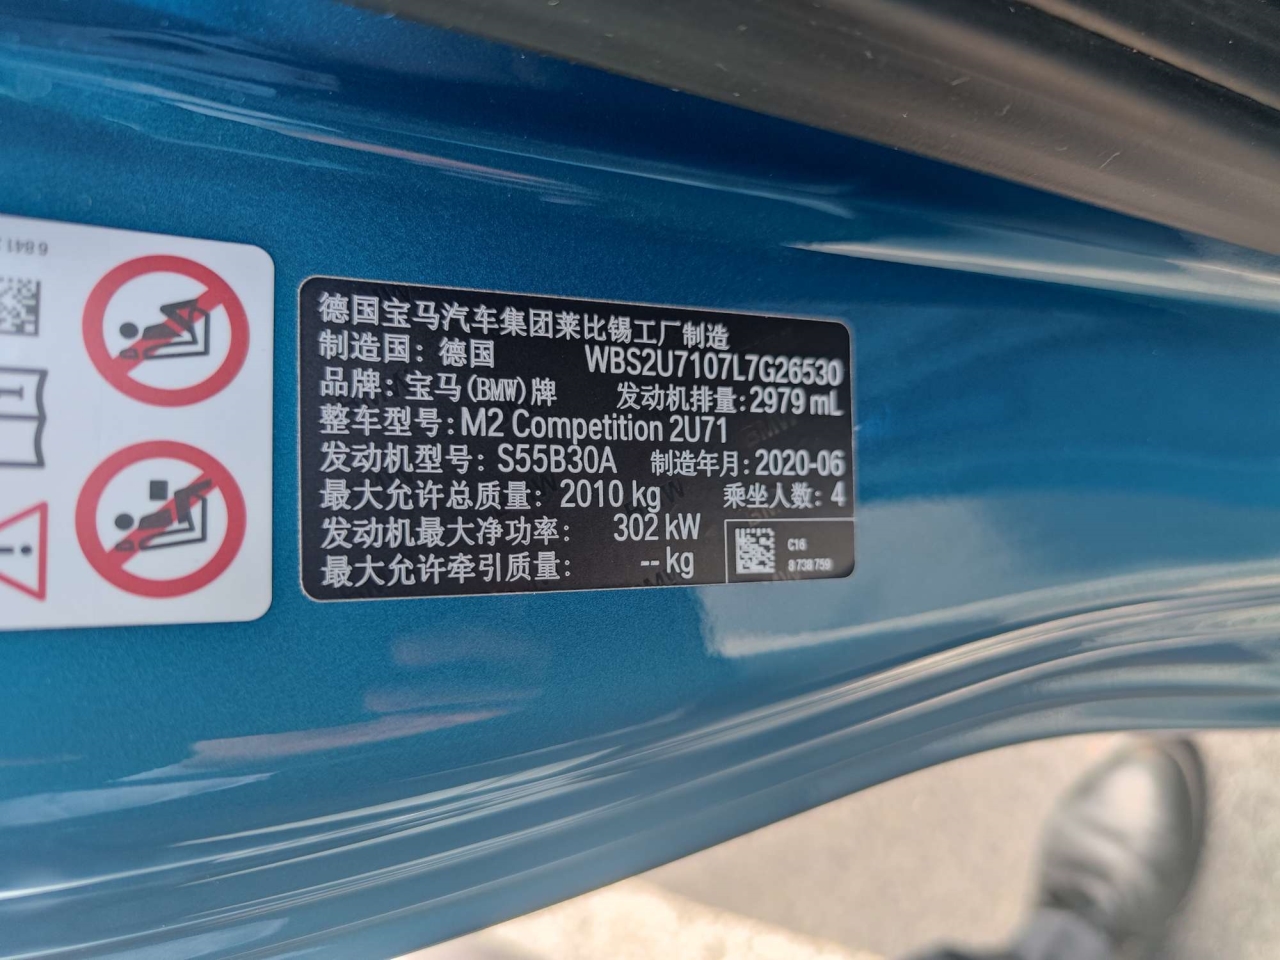 德国宝马汽车集团莱比锡工厂制造
制造国：德国 WBS2U7107L7G26530
品牌：宝马(BMW)牌 发动机排量：2979 mL
整车型号：M2 Competition 2U71
发动机型号：S55B30A 制造年月：2020-06
最大允许总质量：2010 kg 乘坐人数：4
发动机最大净功率：302 kW
最大允许牵引质量：-- kg
C16
8 738 759